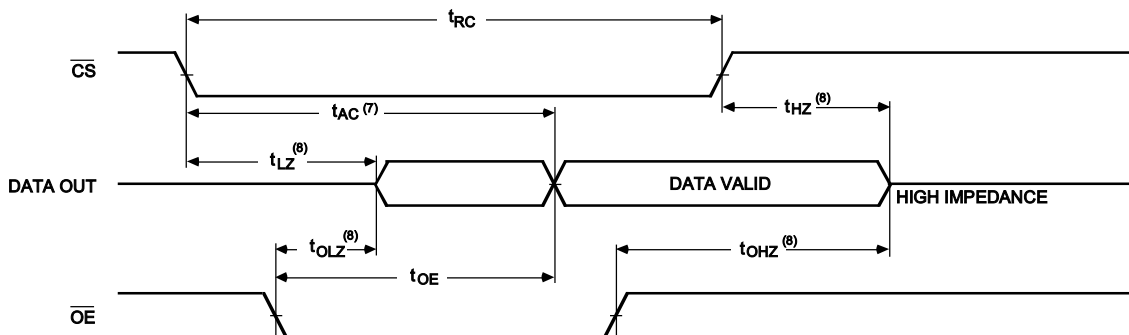 tRC
CS
tAC (7)
tHZ (8)
tLZ (8)
DATA OUT
DATA VALID
HIGH IMPEDANCE
tOLZ (8)
tOHZ (8)
tOE
OE